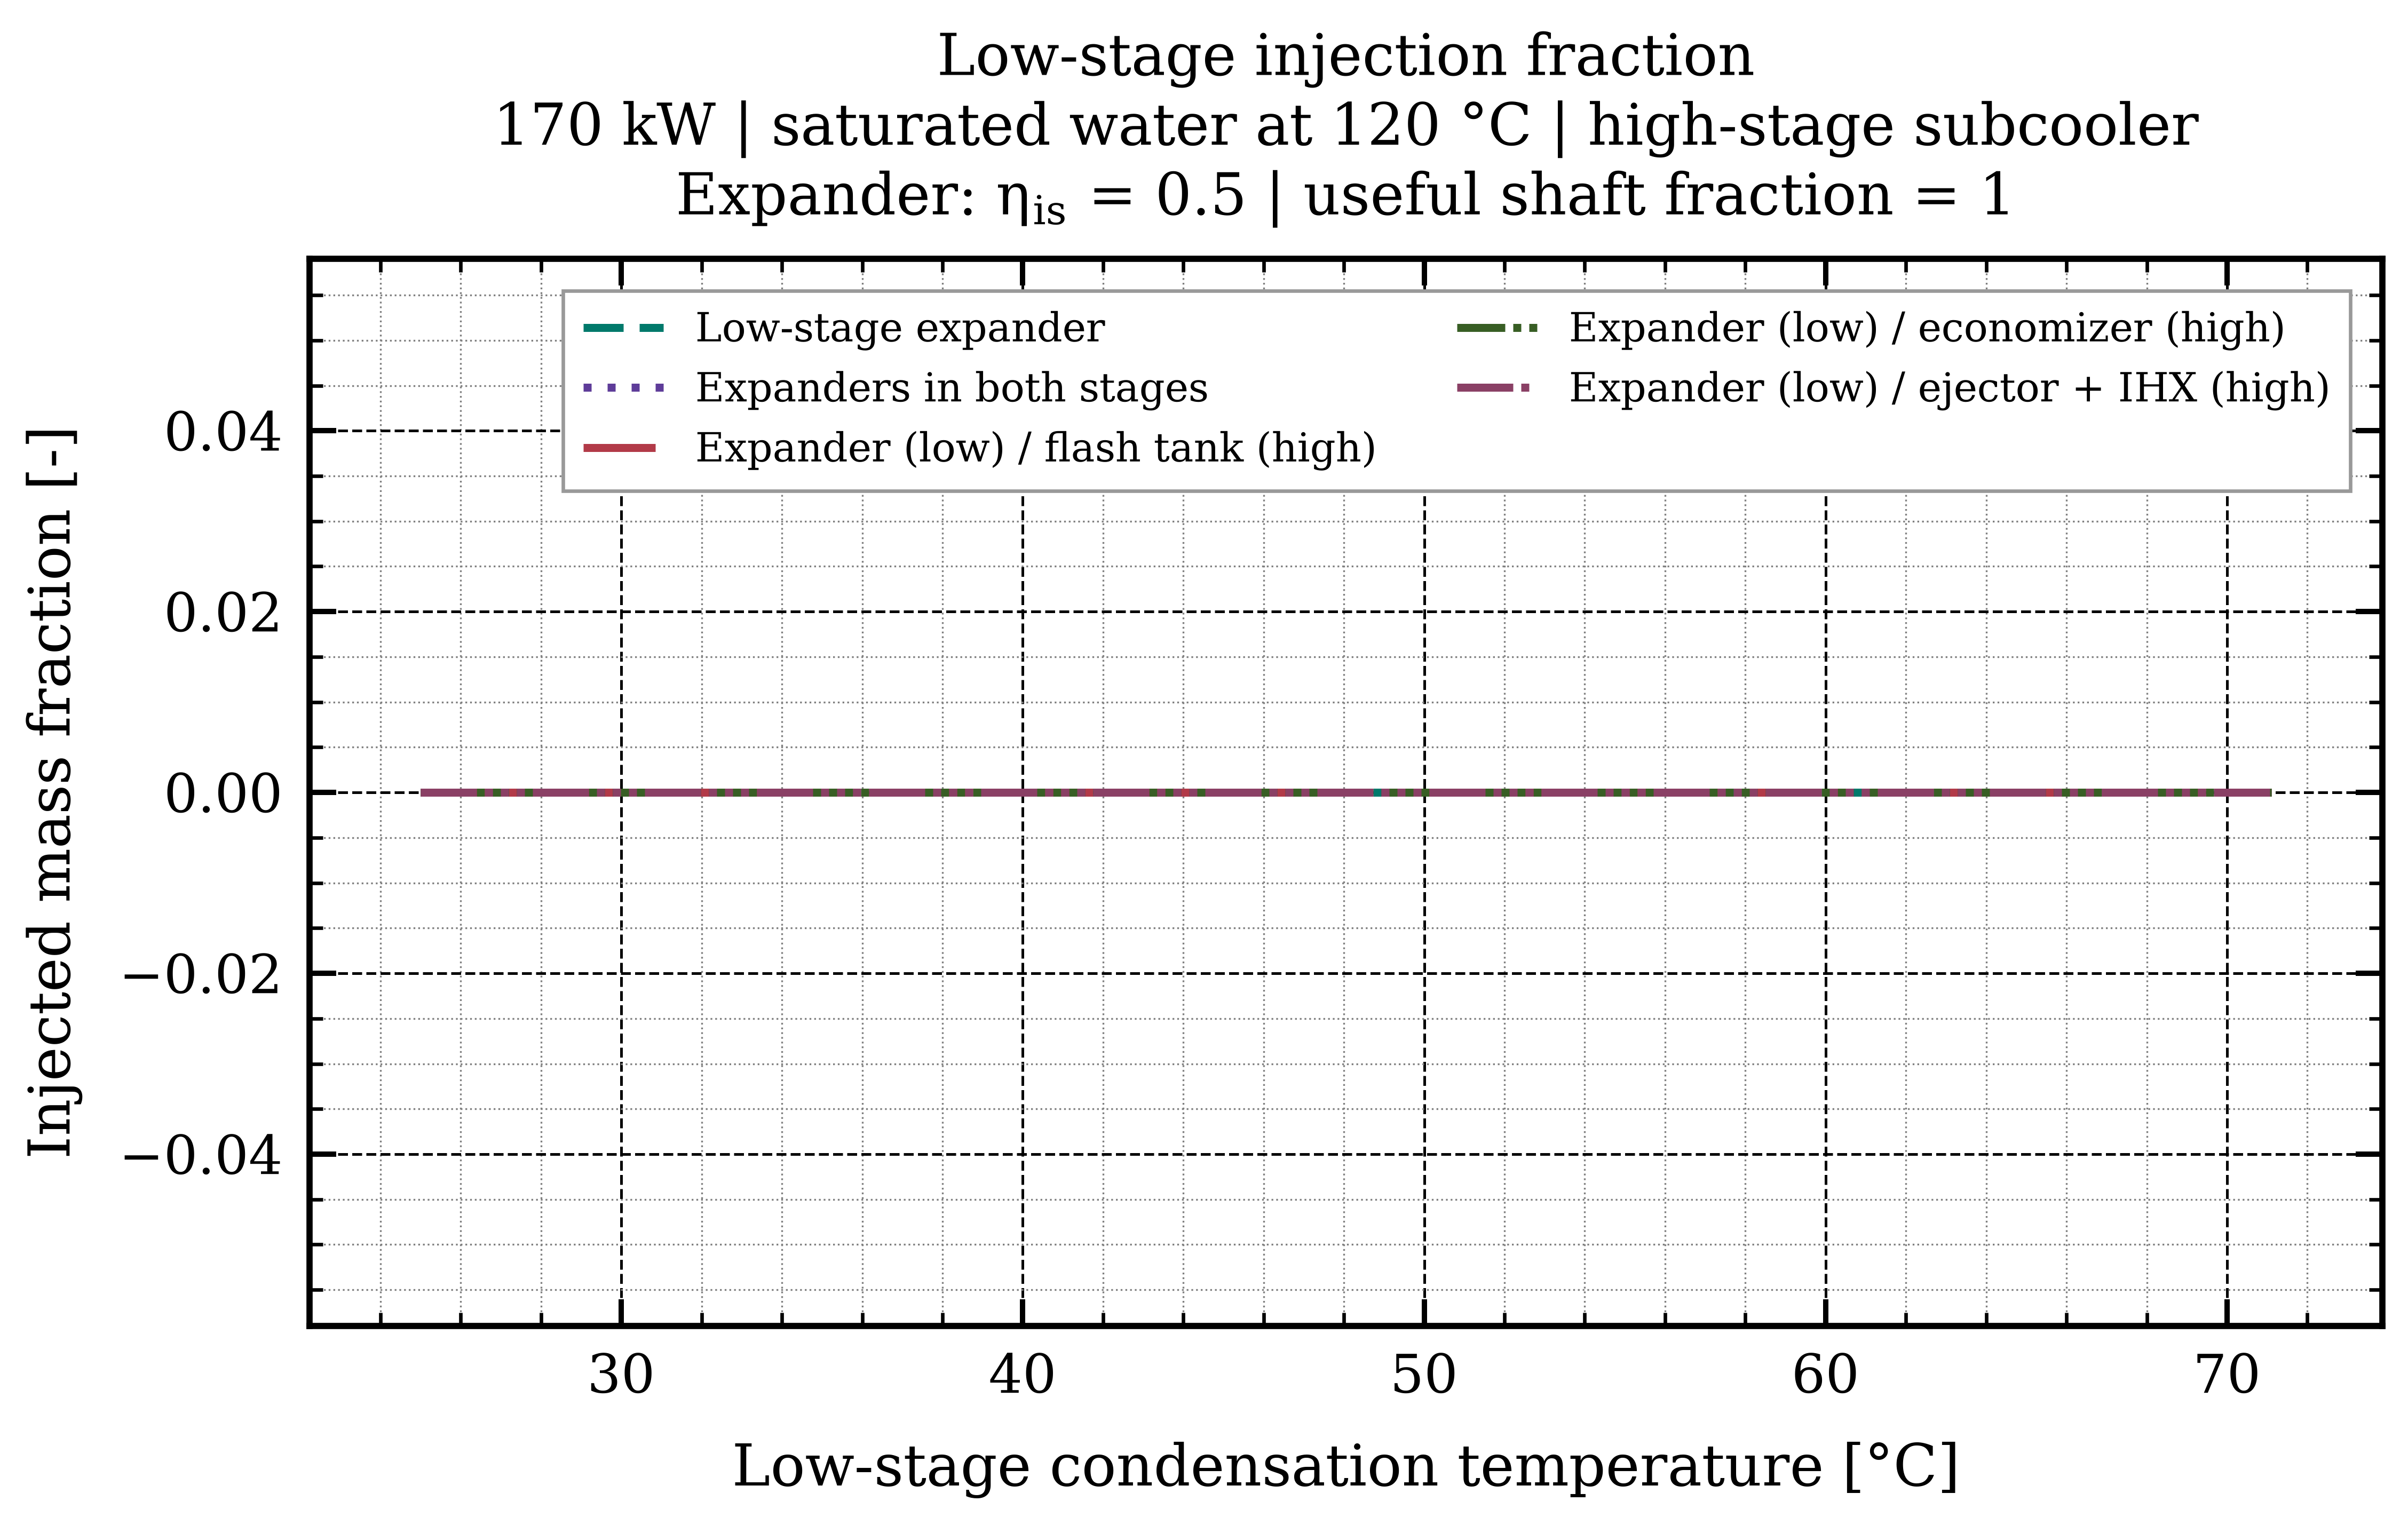 Low-stage injection fraction
170 kW | saturated water at 120 °C | high-stage subcooler
Expander: ηis = 0.5 | useful shaft fraction = 1
Low-stage expander
Expanders in both stages
Expander (low) / flash tank (high)
Expander (low) / economizer (high)
Expander (low) / ejector + IHX (high)
Injected mass fraction [-]
0.04
0.02
0.00
−0.02
−0.04
30 40 50 60 70
Low-stage condensation temperature [°C]